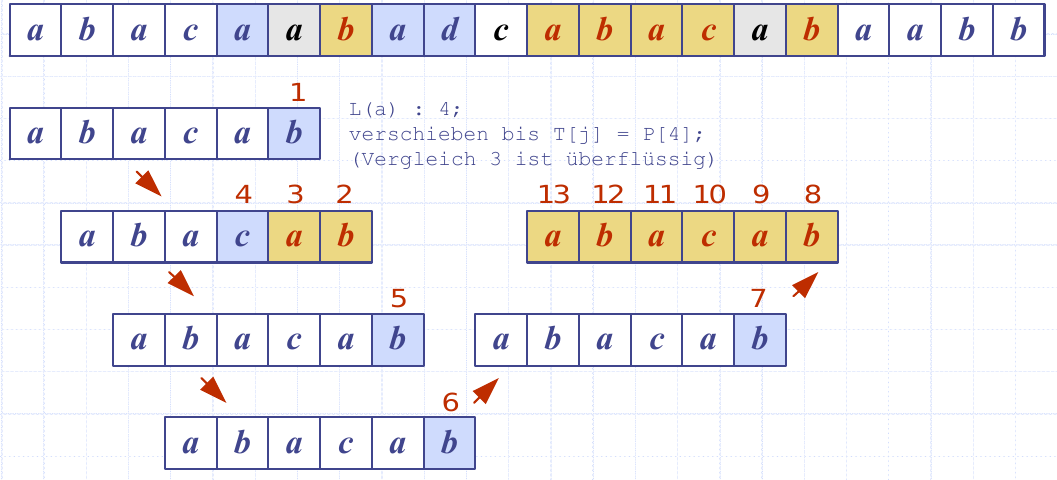 a b a c a a b a d c a b a c a b a a b b
1
a b a c a b
L(a) : 4;
verschieben bis T[j] = P[4];
(Vergleich 3 ist überflüssig)
4 3 2
a b a c a b
13 12 11 10 9 8
a b a c a b
5
a b a c a b
7
a b a c a b
6
a b a c a b